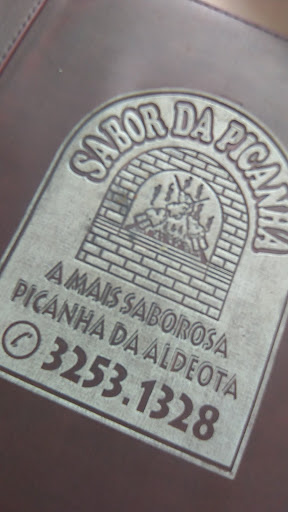 SABOR DA PICANHA
A MAIS SABOROSA
PICANHA DA ALDEOTA
3253.1328